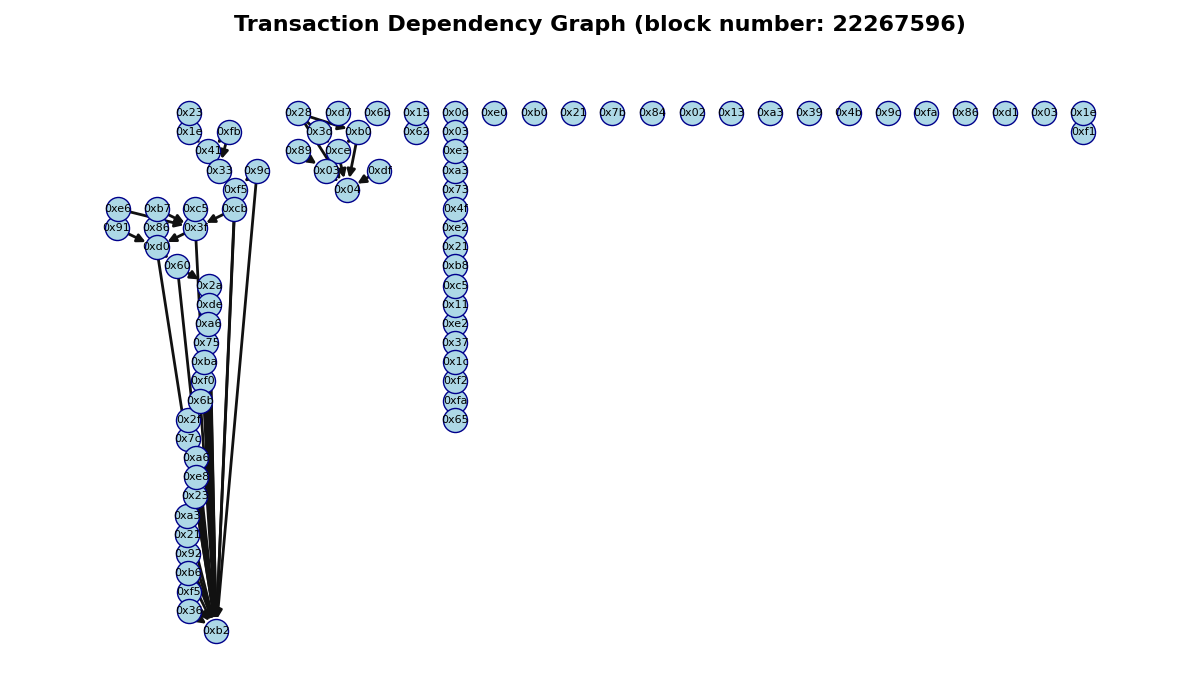 Transaction Dependency Graph (block number: 22267596)
0x23 0x28 0xd7 0x6b 0x15 0x0d 0xe0 0xb0 0x21 0x7b 0x84 0x02 0x13 0xa3 0x39 0x4b 0x9c 0xfa 0x86 0xd1 0x03 0x1e
0x1e 0xfb 0x3d 0xb0 0x62 0x03 0xf1
0x41 0x89 0xce 0xe3
0x33 0x9c 0x03 0xdf 0xa3
0xf5 0x04 0x73
0xe6 0xb7 0xc5 0xcb 0x4f
0x91 0x86 0x3f 0xe2
0xd0 0x21
0x60 0xb8
0x2a 0xc5
0xde 0x11
0xa6 0xe2
0x75 0x37
0xba 0x1c
0xf0 0xf2
0x6b 0xfa
0x2f 0x65
0x7c
0xa6
0xe8
0x23
0xa3
0x21
0x92
0xb6
0xf5
0x36
0xb2